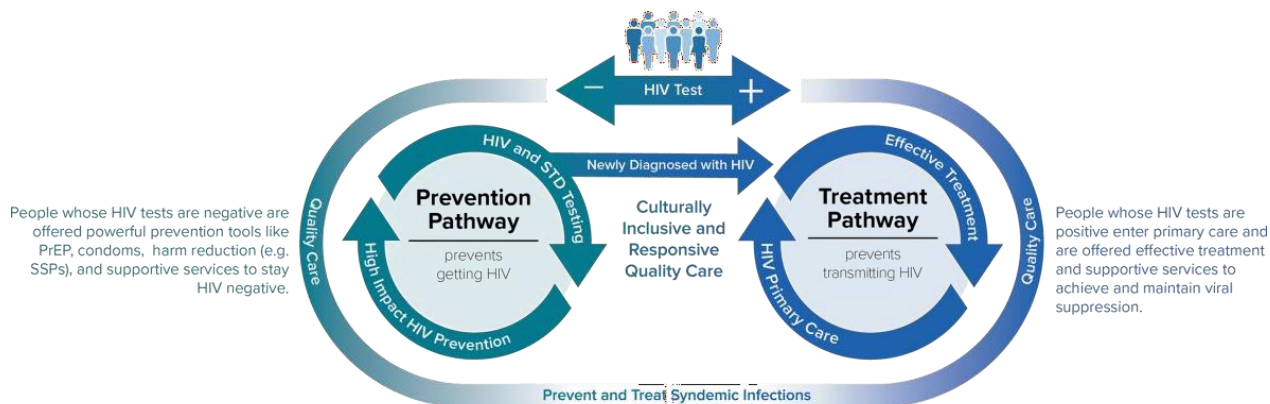 − HIV Test +
HIV and STD Testing
Newly Diagnosed with HIV
Effective Treatment
Prevention
Pathway
prevents
getting HIV
High Impact HIV Prevention
Culturally
Inclusive and
Responsive
Quality Care
Treatment
Pathway
prevents
transmitting HIV
HIV Primary Care
Quality Care
Quality Care
People whose HIV tests are negative are
offered powerful prevention tools like
PrEP, condoms, harm reduction (e.g.
SSPs), and supportive services to stay
HIV negative.
People whose HIV tests are
positive enter primary care and
are offered effective treatment
and supportive services to
achieve and maintain viral
suppression.
Prevent and Treat Syndemic Infections